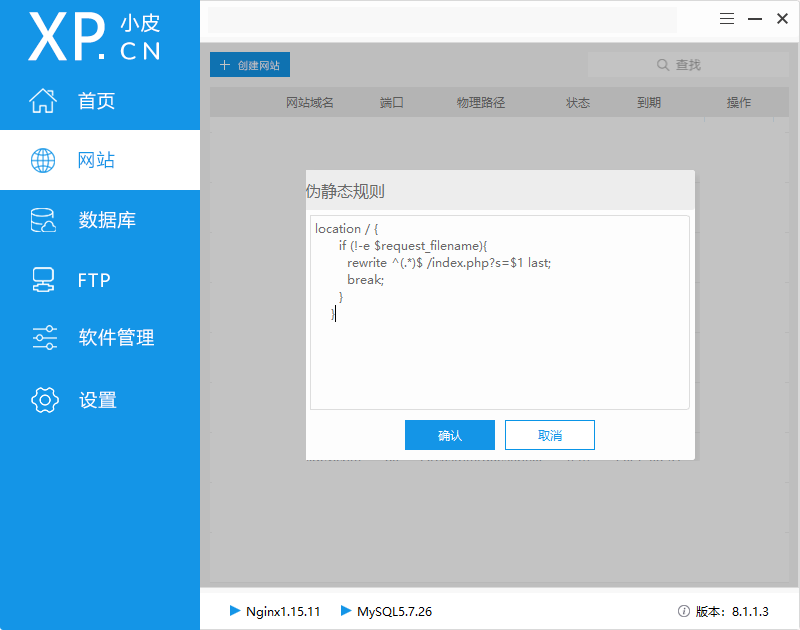 XP.小皮
CN
首页
网站
数据库
FTP
软件管理
设置
创建网站
查找
网站域名 端口 物理路径 状态 到期 操作
伪静态规则
location / {
if (!-e $request_filename){
rewrite ^(.*)$ /index.php?s=$1 last;
break;
}
}
确认 取消
Nginx1.15.11 MySQL5.7.26 版本：8.1.1.3